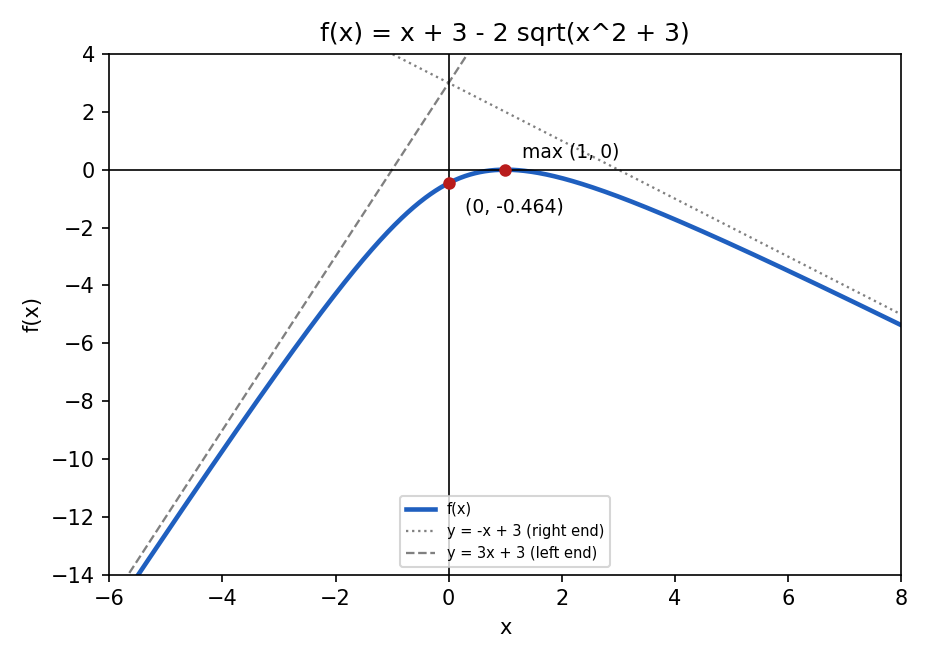 f(x) = x + 3 - 2 sqrt(x^2 + 3)
4
2
0
−2
−4
−6
−8
−10
−12
−14
f(x)
max (1, 0)
(0, -0.464)
f(x)
y = -x + 3 (right end)
y = 3x + 3 (left end)
−6 −4 −2 0 2 4 6 8
x